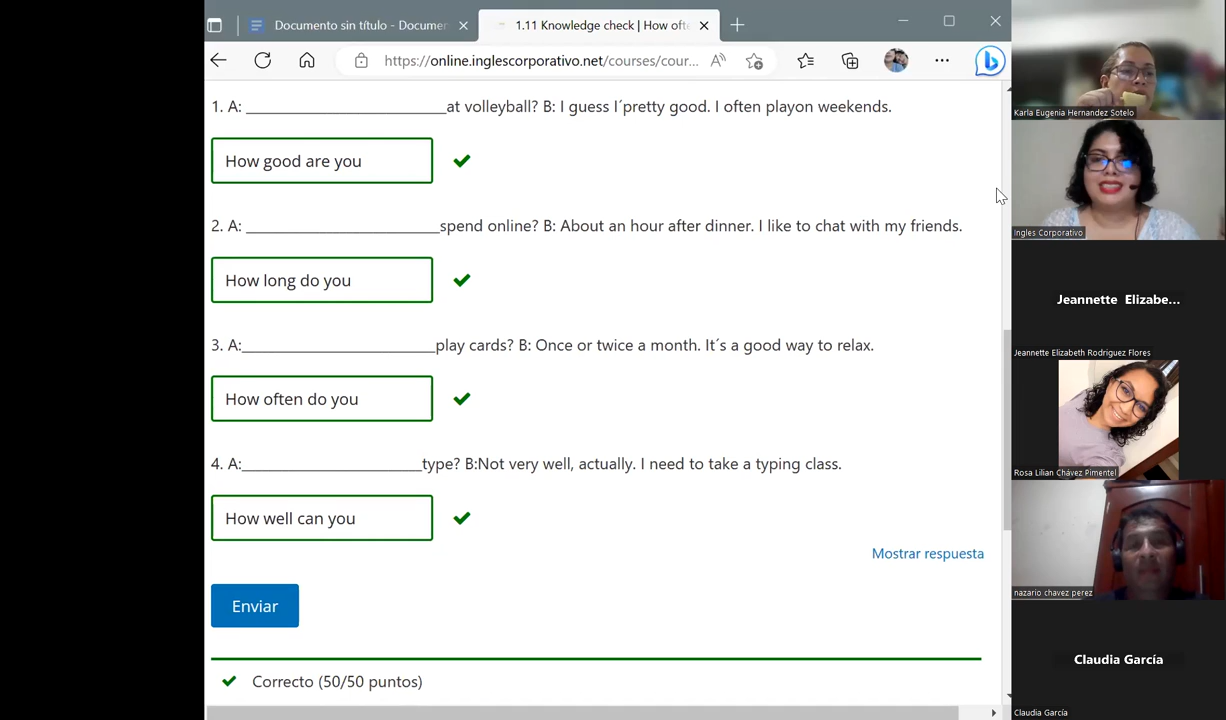 Documento sin título - Documen
1.11 Knowledge check | How ofte
https://online.inglescorporativo.net/courses/cour...
1. A: ________________________at volleyball? B: I guess I´pretty good. I often playon weekends.
How good are you
2. A: _______________________spend online? B: About an hour after dinner. I like to chat with my friends.
How long do you
3. A:_______________________play cards? B: Once or twice a month. It´s a good way to relax.
How often do you
4. A:_____________________type? B:Not very well, actually. I need to take a typing class.
How well can you
Mostrar respuesta
Enviar
Correcto (50/50 puntos)
Karla Eugenia Hernandez Sotelo
Ingles Corporativo
Jeannette Elizabe...
Jeannette Elizabeth Rodriguez Flores
Rosa Lilian Chávez Pimentel
nazario chavez perez
Claudia García
Claudia García